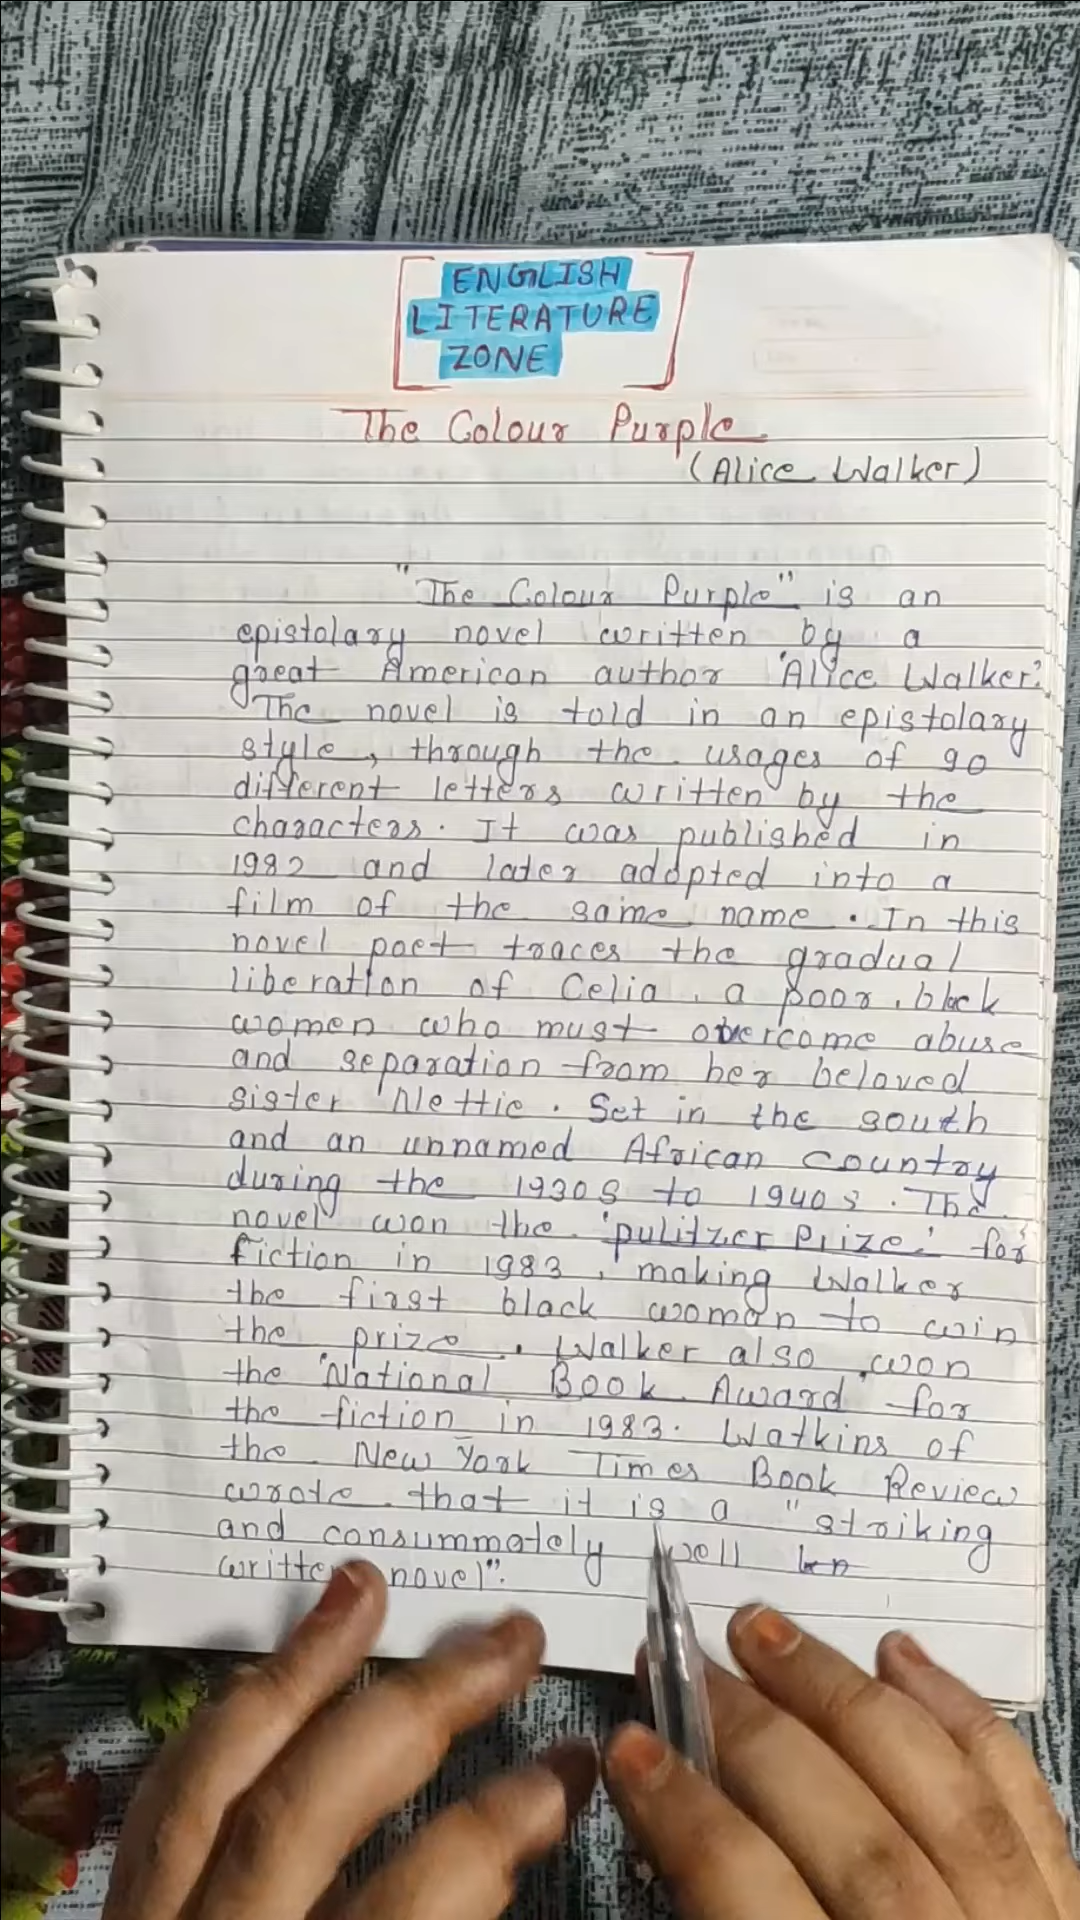 ENGLISH
LITERATURE
ZONE
The Colour Purple
(Alice Walker)
"The Colour Purple" is an
epistolary novel written by a
great American author 'Alice Walker'.
The novel is told in an epistolary
style, through the usages of 90
different letters written by the
characters. It was published in
1982 and later adopted into a
film of the same name. In this
novel poet traces the gradual
liberation of Celia, a poor, black
women who must overcome abuse
and separation from her beloved
sister Nettie. Set in the south
and an unnamed African country
during the 1930s to 1940s. The
novel won the 'pulitzer Prize' for
fiction in 1983, making Walker
the first black woman to win
the prize. Walker also won
the 'National Book Award' for
the fiction in 1983. Watkins of
the New York Times Book Review
wrote that it is a "striking
and consummately well
written novel".